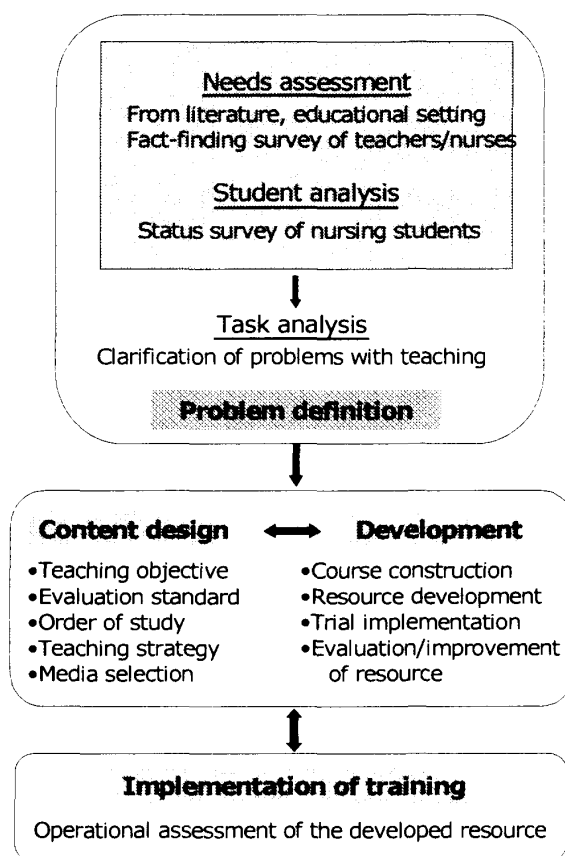 Needs assessment
From literature, educational setting
Fact-finding survey of teachers/nurses
Student analysis
Status survey of nursing students
Task analysis
Clarification of problems with teaching
Problem definition
Content design
•Teaching objective
•Evaluation standard
•Order of study
•Teaching strategy
•Media selection
Development
•Course construction
•Resource development
•Trial implementation
•Evaluation/improvement
of resource
Implementation of training
Operational assessment of the developed resource